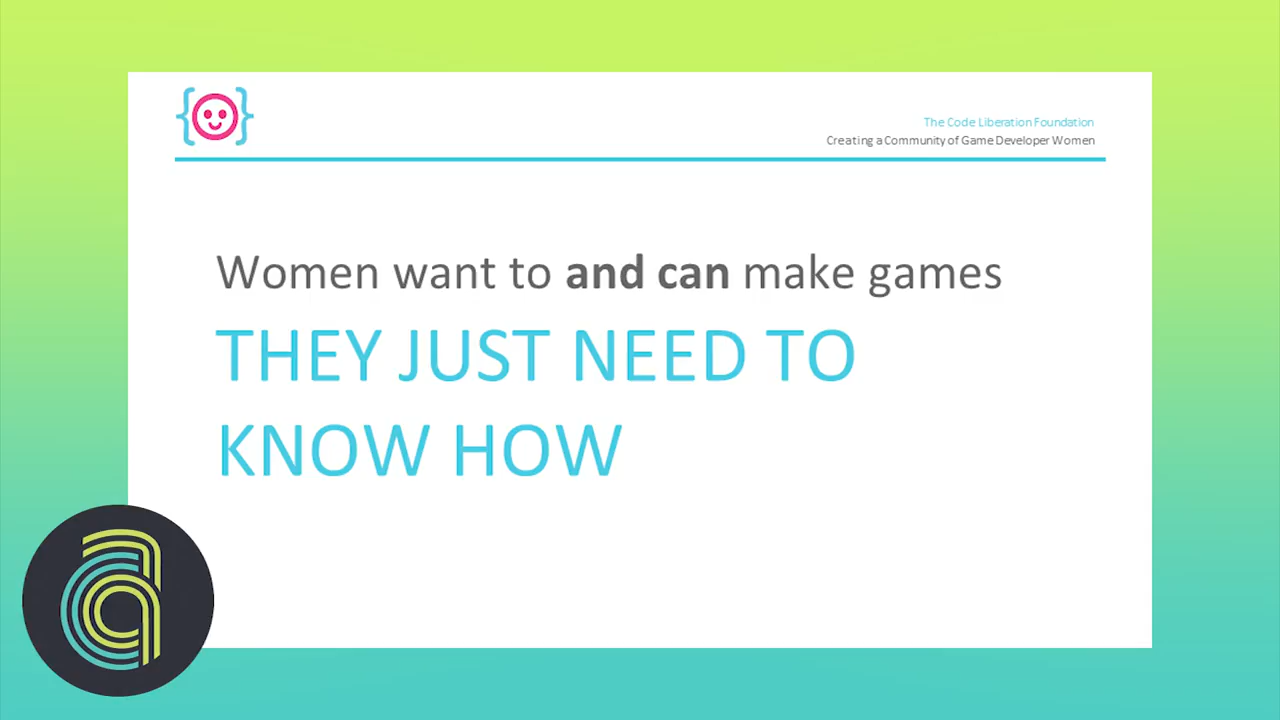 The Code Liberation Foundation
Creating a Community of Game Developer Women
Women want to and can make games
THEY JUST NEED TO
KNOW HOW